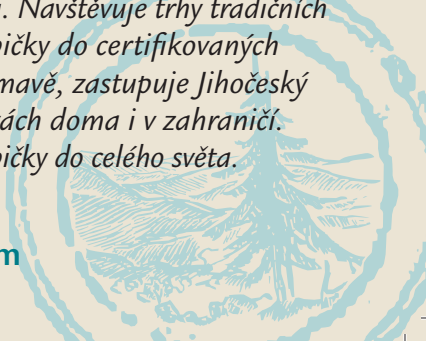 . Navštěvuje trhy tradičních
pičky do certifikovaných
mavě, zastupuje Jihočeský
ách doma i v zahraničí.
pičky do celého světa.
m